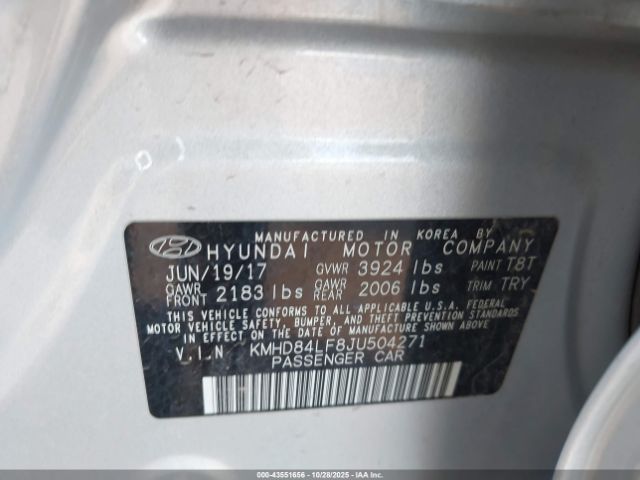 MANUFACTURED IN KOREA BY
HYUNDAI MOTOR COMPANY
JUN/19/17 GVWR 3924 lbs PAINT T8T
GAWR FRONT 2183 lbs GAWR REAR 2006 lbs TRIM TRY
THIS VEHICLE CONFORMS TO ALL APPLICABLE U.S.A. FEDERAL
MOTOR VEHICLE SAFETY, BUMPER, AND THEFT PREVENTION STANDARDS
IN EFFECT ON THE DATE OF MANUFACTURE SHOWN ABOVE.
V.I.N. KMHD84LF8JU504271
PASSENGER CAR
000-43551656 | 10/28/2025 | IAAI, INC.